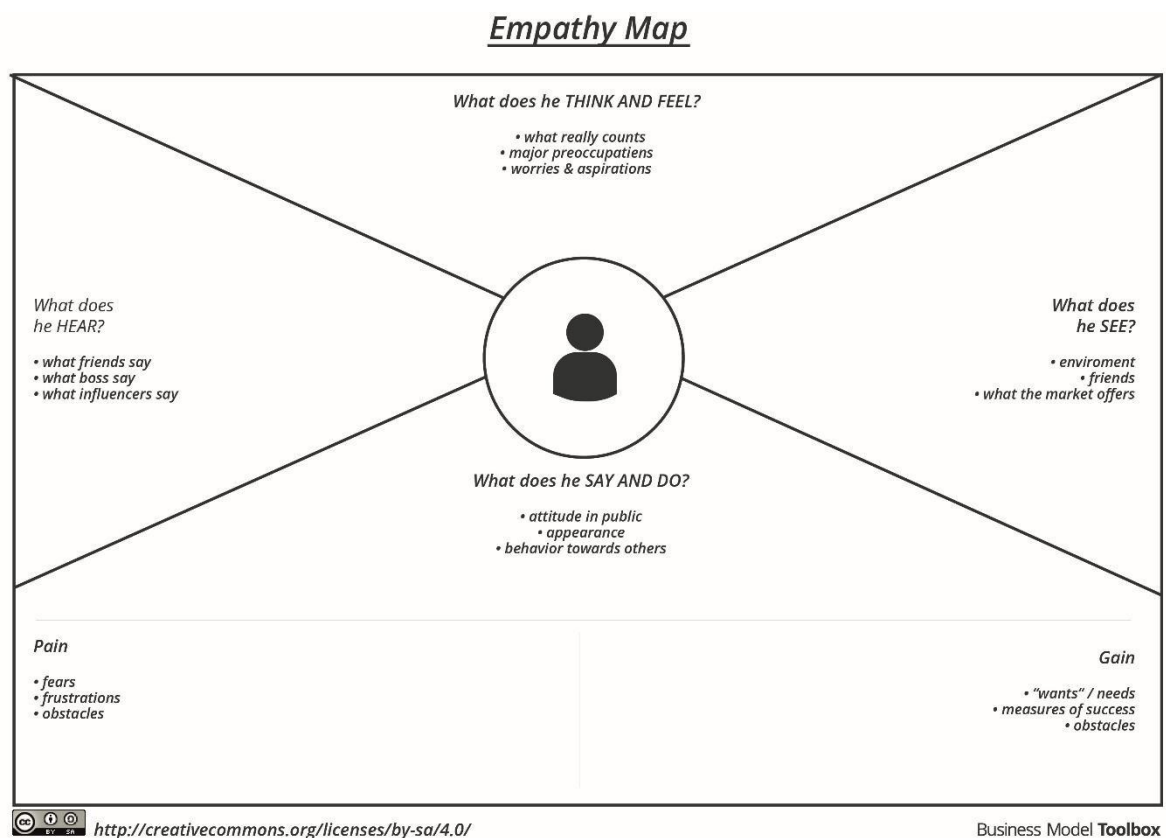 Empathy Map
What does he THINK AND FEEL?
• what really counts
• major preoccupatiens
• worries & aspirations
What does
he HEAR?
• what friends say
• what boss say
• what influencers say
What does
he SEE?
• enviroment
• friends
• what the market offers
What does he SAY AND DO?
• attitude in public
• appearance
• behavior towards others
Pain
• fears
• frustrations
• obstacles
Gain
• “wants” / needs
• measures of success
• obstacles
cc BY SA
http://creativecommons.org/licenses/by-sa/4.0/
Business Model Toolbox